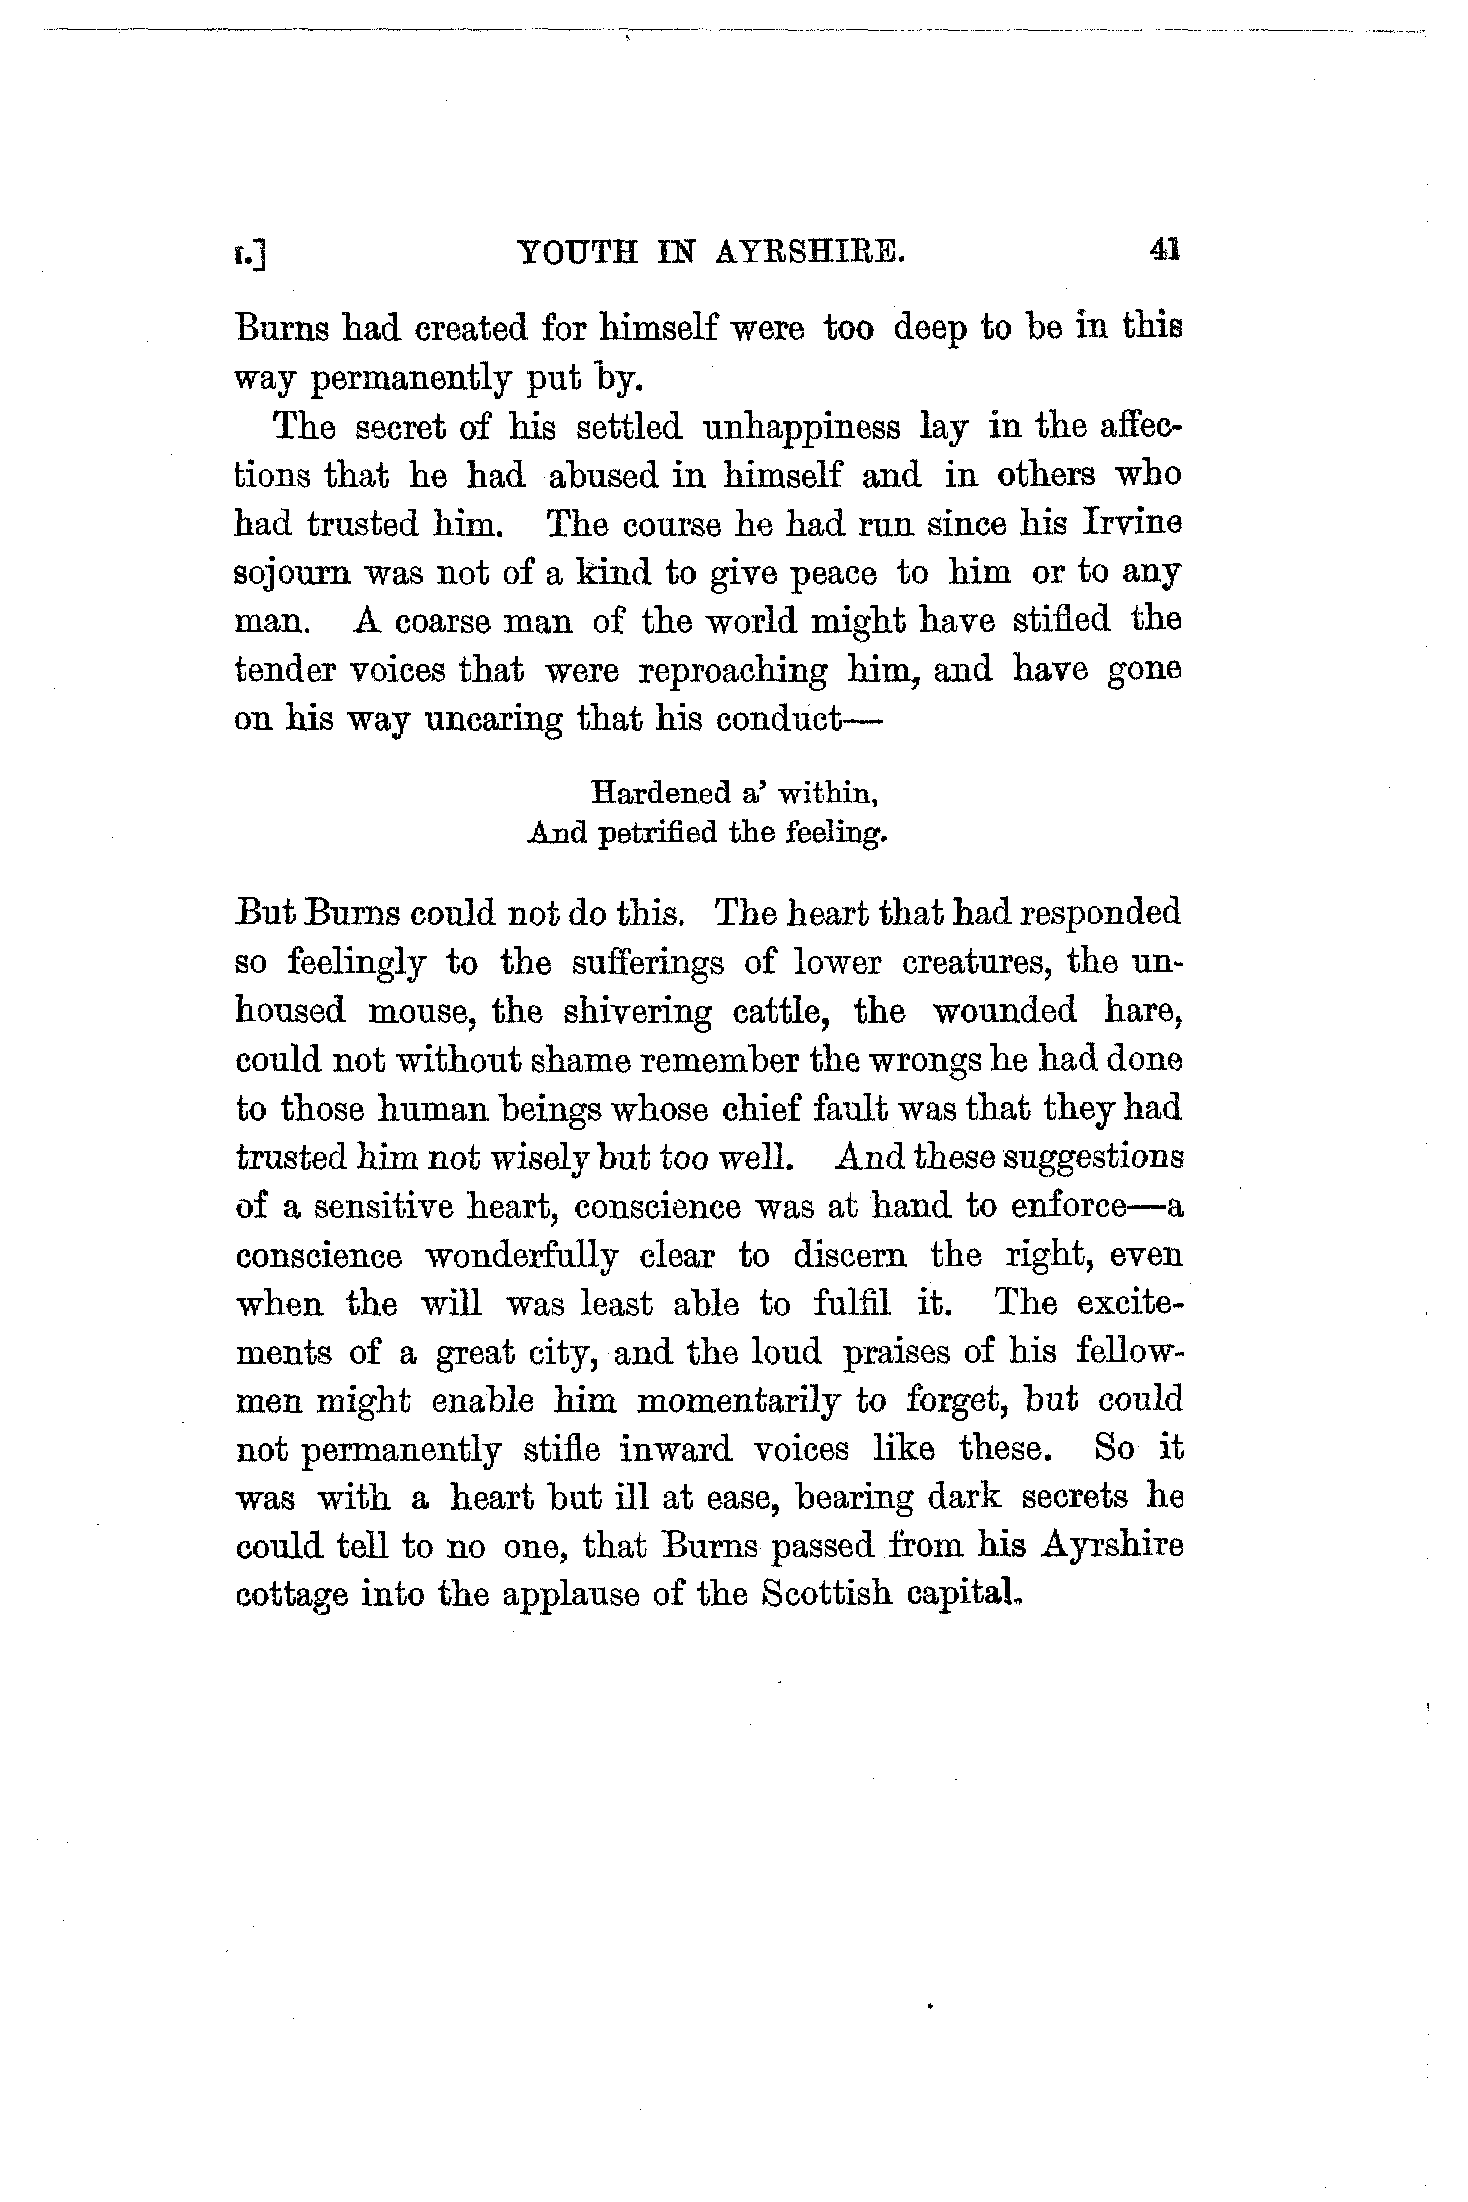 I.] YOUTH IN AYRSHIRE. 41
Burns had created for himself were too deep to be in this
way permanently put by.
The secret of his settled unhappiness lay in the affec-
tions that he had abused in himself and in others who
had trusted him. The course he had run since his Irvine
sojourn was not of a kind to give peace to him or to any
man. A coarse man of the world might have stifled the
tender voices that were reproaching him, and have gone
on his way uncaring that his conduct—
Hardened a' within,
And petrified the feeling.
But Burns could not do this. The heart that had responded
so feelingly to the sufferings of lower creatures, the un-
housed mouse, the shivering cattle, the wounded hare,
could not without shame remember the wrongs he had done
to those human beings whose chief fault was that they had
trusted him not wisely but too well. And these suggestions
of a sensitive heart, conscience was at hand to enforce—a
conscience wonderfully clear to discern the right, even
when the will was least able to fulfil it. The excite-
ments of a great city, and the loud praises of his fellow-
men might enable him momentarily to forget, but could
not permanently stifle inward voices like these. So it
was with a heart but ill at ease, bearing dark secrets he
could tell to no one, that Burns passed from his Ayrshire
cottage into the applause of the Scottish capital.